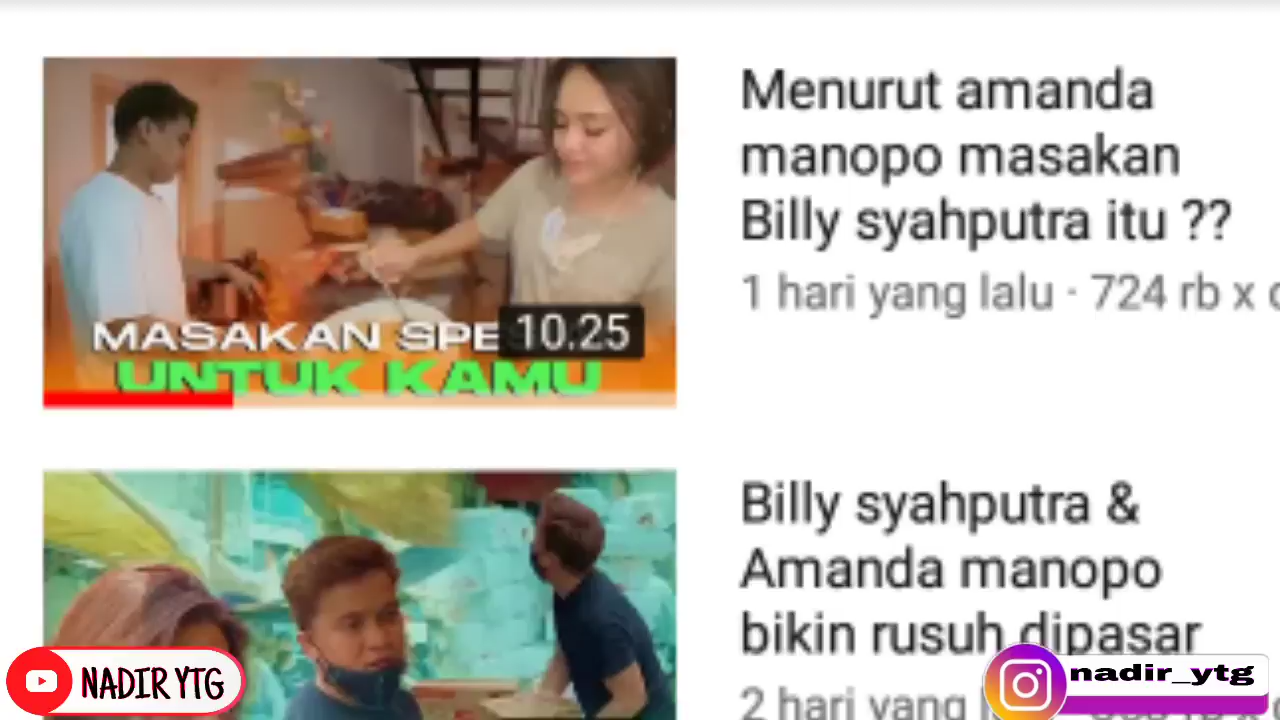 Menurut amanda
manopo masakan
Billy syahputra itu ??
1 hari yang lalu · 724 rb x
MASAKAN
10.25
UNTUK KAMU
Billy syahputra &
Amanda manopo
bikin rusuh dipasar
2 hari yang
NADIR YTG
nadir_ytg